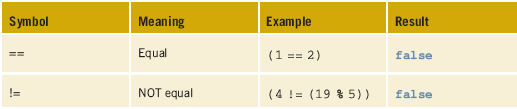 Symbol Meaning Example Result
== Equal (1 == 2) false
!= NOT equal (4 != (19 % 5)) false